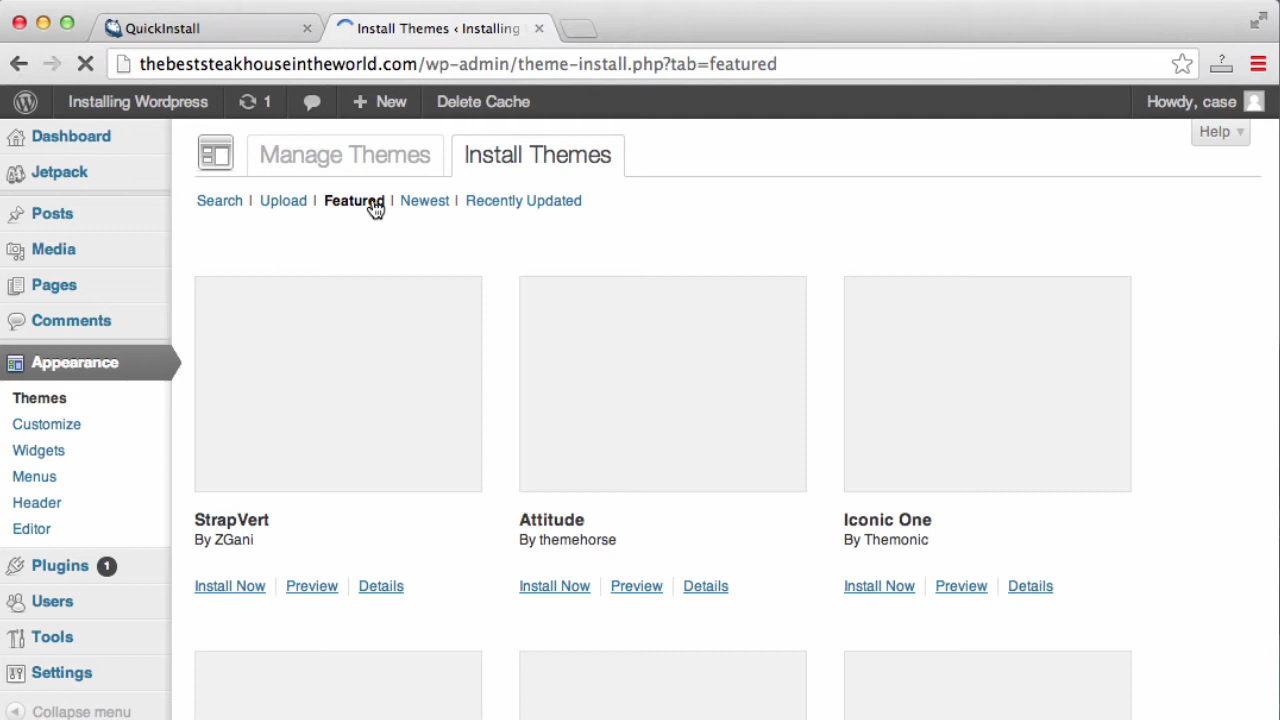 QuickInstall
Install Themes ‹ Installing
thebeststeakhouseintheworld.com/wp-admin/theme-install.php?tab=featured
Installing Wordpress 1 + New Delete Cache Howdy, case
Help
Manage Themes Install Themes
Search | Upload | Featured | Newest | Recently Updated
Dashboard
Jetpack
Posts
Media
Pages
Comments
Appearance
Themes
Customize
Widgets
Menus
Header
Editor
Plugins 1
Users
Tools
Settings
Collapse menu
StrapVert
By ZGani
Install Now Preview Details
Attitude
By themehorse
Install Now Preview Details
Iconic One
By Themonic
Install Now Preview Details